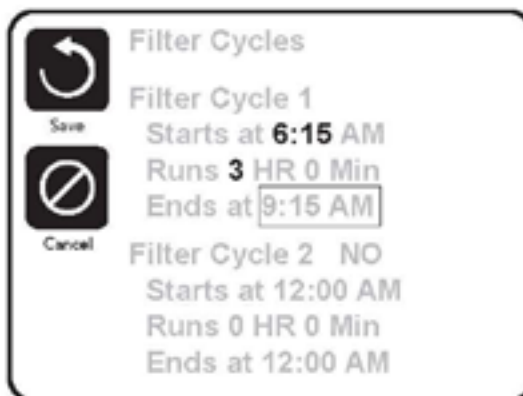 Filter Cycles
Save
Filter Cycle 1
Starts at 6:15 AM
Runs 3 HR 0 Min
Ends at 9:15 AM
Cancel
Filter Cycle 2 NO
Starts at 12:00 AM
Runs 0 HR 0 Min
Ends at 12:00 AM